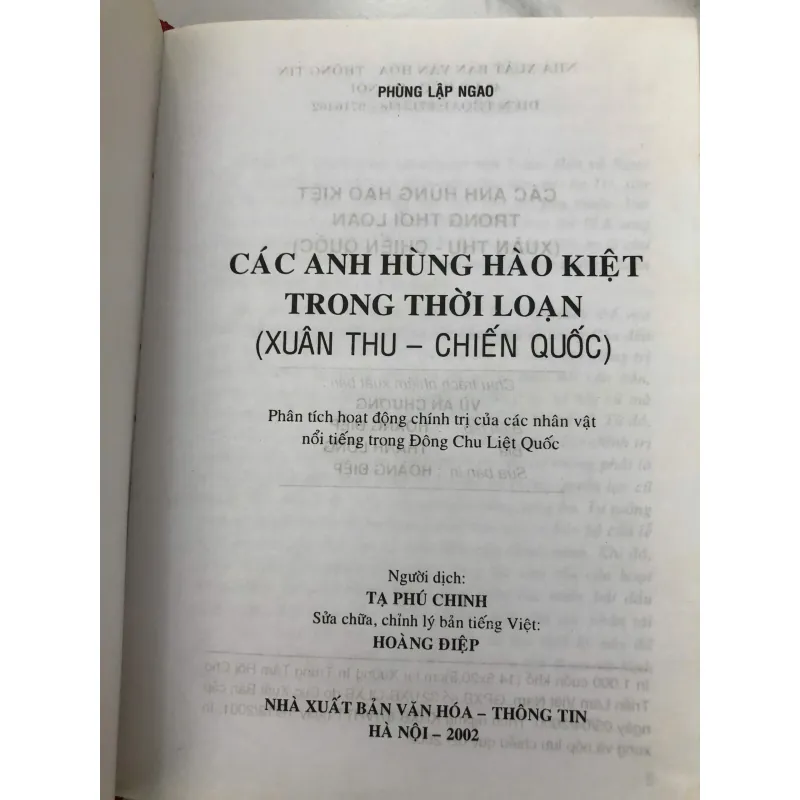 PHÙNG LẬP NGAO
CÁC ANH HÙNG HÀO KIỆT
TRONG THỜI LOẠN
(XUÂN THU – CHIẾN QUỐC)
Phân tích hoạt động chính trị của các nhân vật
nổi tiếng trong Đông Chu Liệt Quốc
Người dịch:
TẠ PHÚ CHINH
Sửa chữa, chỉnh lý bản tiếng Việt:
HOÀNG ĐIỆP
NHÀ XUẤT BẢN VĂN HÓA – THÔNG TIN
HÀ NỘI – 2002